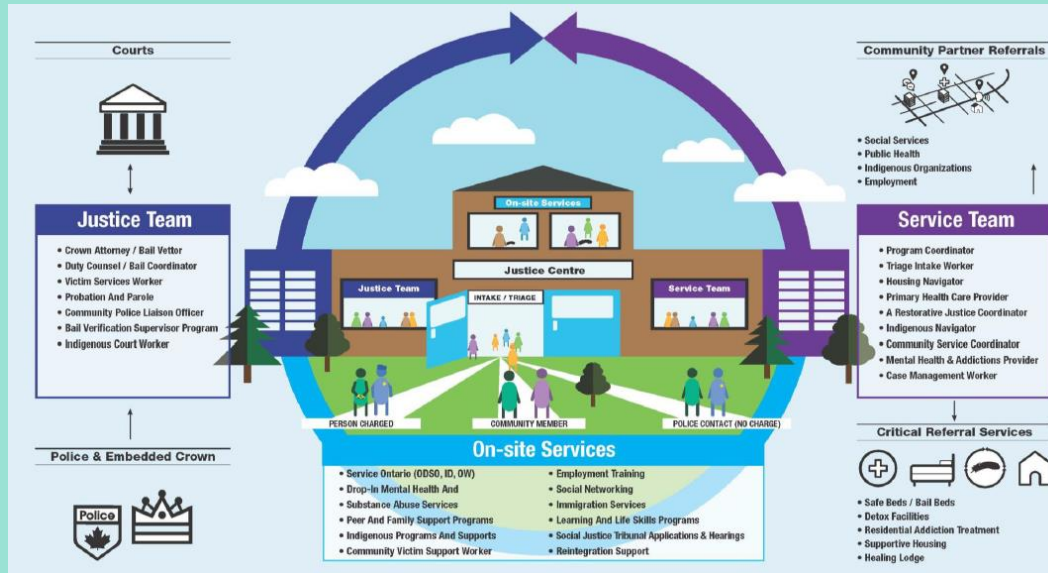 Courts
Justice Team
• Crown Attorney / Bail Vettor
• Duty Counsel / Bail Coordinator
• Victim Services Worker
• Probation And Parole
• Community Police Liaison Officer
• Bail Verification Supervisor Program
• Indigenous Court Worker
Police & Embedded Crown
Police
On-site Services
Justice Centre
Justice Team
INTAKE / TRIAGE
Service Team
PERSON CHARGED
COMMUNITY MEMBER
POLICE CONTACT (NO CHARGE)
On-site Services
• Service Ontario (ODSO, ID, OW)
• Drop-In Mental Health And
• Substance Abuse Services
• Peer And Family Support Programs
• Indigenous Programs And Supports
• Community Victim Support Worker
• Employment Training
• Social Networking
• Immigration Services
• Learning And Life Skills Programs
• Social Justice Tribunal Applications & Hearings
• Reintegration Support
Community Partner Referrals
• Social Services
• Public Health
• Indigenous Organizations
• Employment
Service Team
• Program Coordinator
• Triage Intake Worker
• Housing Navigator
• Primary Health Care Provider
• A Restorative Justice Coordinator
• Indigenous Navigator
• Community Service Coordinator
• Mental Health & Addictions Provider
• Case Management Worker
Critical Referral Services
• Safe Beds / Bail Beds
• Detox Facilities
• Residential Addiction Treatment
• Supportive Housing
• Healing Lodge